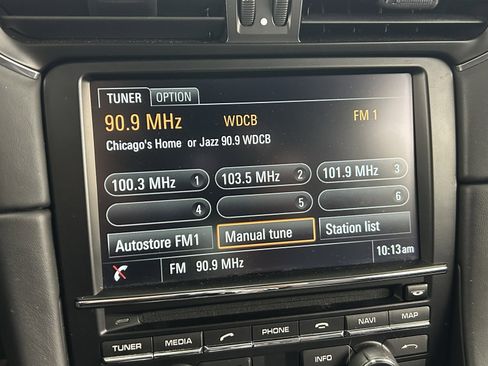 TUNER OPTION
90.9 MHz WDCB FM 1
Chicago's Home or Jazz 90.9 WDCB
100.3 MHz 1 103.5 MHz 2 101.9 MHz 3
4 5 6
Autostore FM1 Manual tune Station list
FM 90.9 MHz 10:13 am
TUNER MEDIA PHONE NAVI MAP
INFO